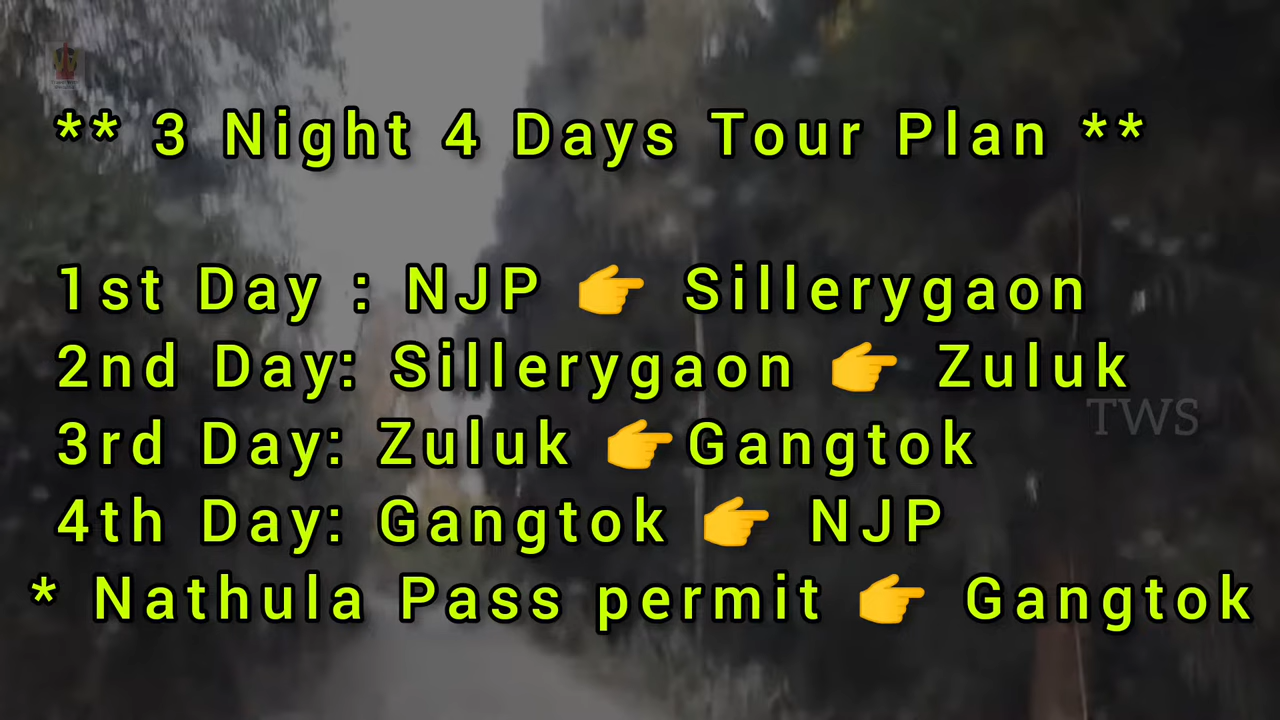 ** 3 Night 4 Days Tour Plan **
1st Day : NJP 👉 Sillerygaon
2nd Day: Sillerygaon 👉 Zuluk
TWS
3rd Day: Zuluk 👉Gangtok
4th Day: Gangtok 👉 NJP
* Nathula Pass permit 👉 Gangtok